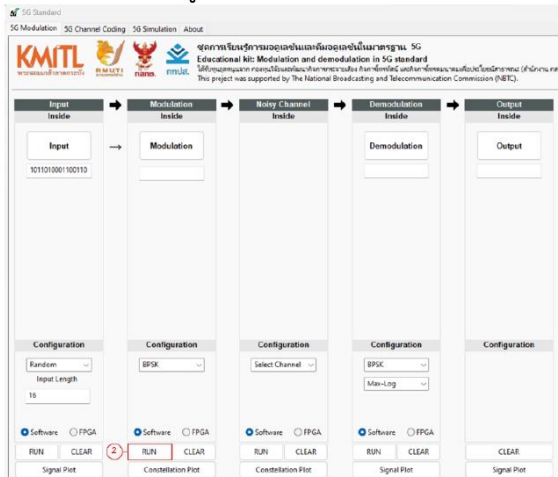 5G Standard
5G Modulation 5G Channel Coding 5G Simulation About
KMITL
ชุดการเรียนรู้การมอดูเลชันและดีมอดูเลชันในมาตรฐาน 5G
Educational kit: Modulation and demodulation in 5G standard
This project was supported by The National Broadcasting and Telecommunication Commission (NBTC).
RMUTI กทปส.
Input Modulation Noisy Channel Demodulation Output
Inside Inside Inside Inside Inside
Input Modulation Demodulation Output
1011010001100110
Configuration Configuration Configuration Configuration Configuration
Random BPSK Select Channel BPSK
Input Length Max-Log
16
Software FPGA Software FPGA Software FPGA Software FPGA
RUN CLEAR 2 RUN CLEAR RUN CLEAR RUN CLEAR CLEAR
Signal Plot Constellation Plot Constellation Plot Signal Plot Signal Plot